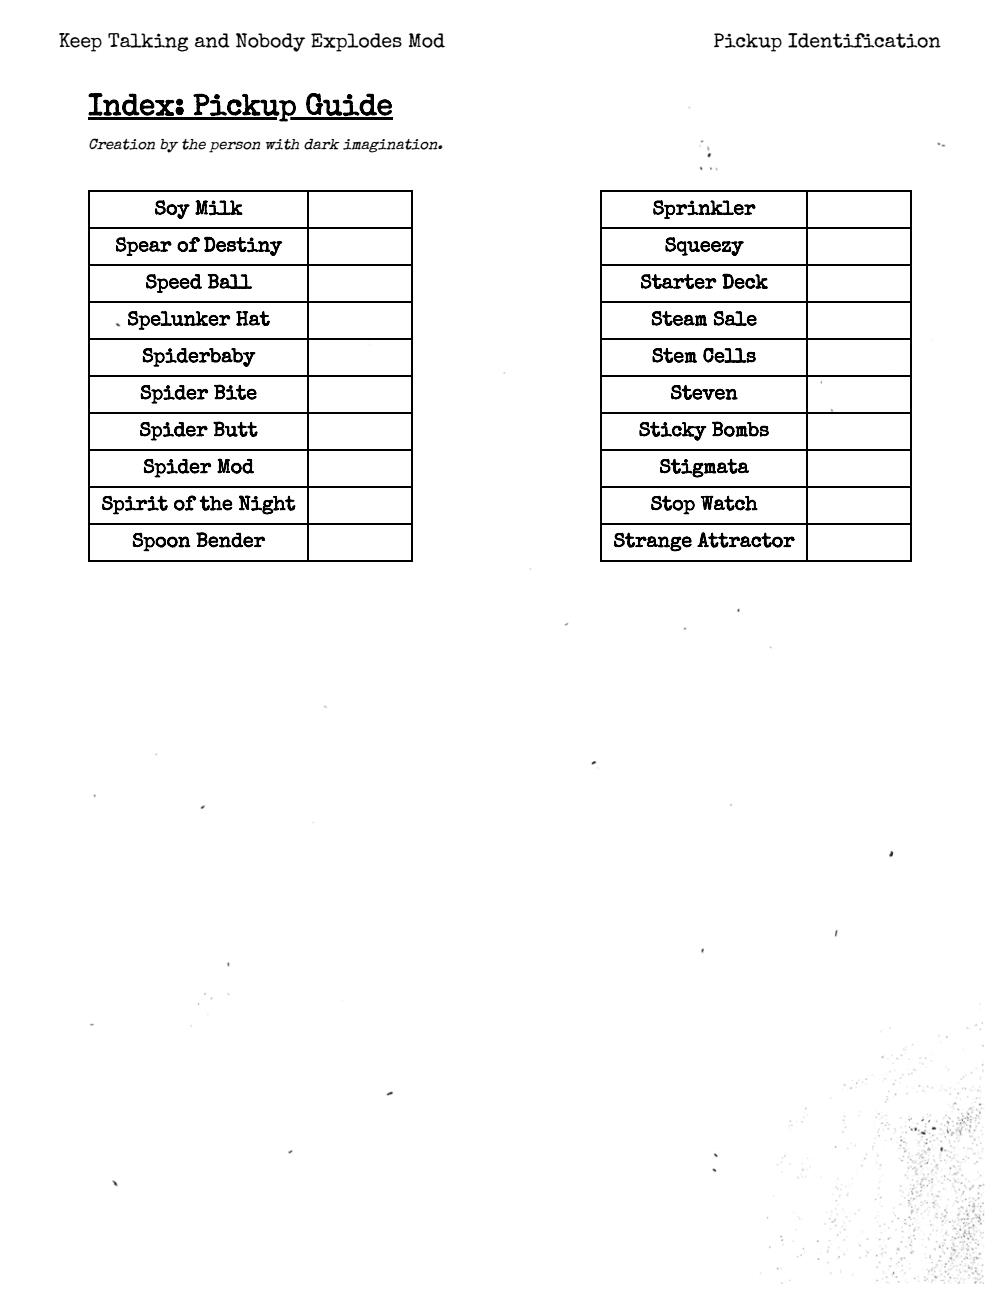 Keep Talking and Nobody Explodes Mod
Pickup Identification
Index: Pickup Guide
Creation by the person with dark imagination.
Soy Milk
Spear of Destiny
Speed Ball
Spelunker Hat
Spiderbaby
Spider Bite
Spider Butt
Spider Mod
Spirit of the Night
Spoon Bender
Sprinkler
Squeezy
Starter Deck
Steam Sale
Stem Cells
Steven
Sticky Bombs
Stigmata
Stop Watch
Strange Attractor